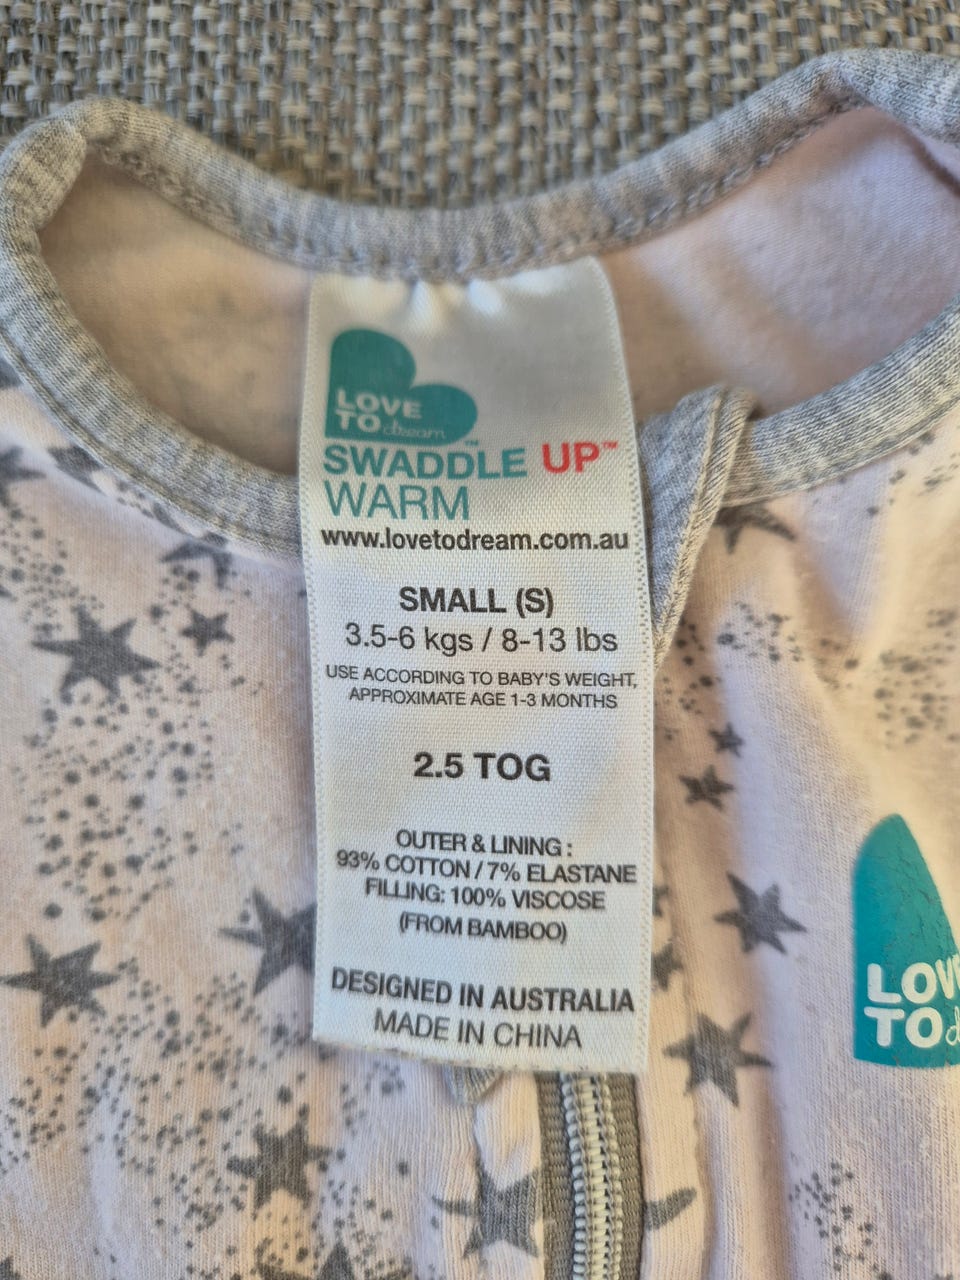 LOVE
TO dream
SWADDLE UP™
WARM
www.lovetodream.com.au
SMALL (S)
3.5-6 kgs / 8-13 lbs
USE ACCORDING TO BABY'S WEIGHT,
APPROXIMATE AGE 1-3 MONTHS
2.5 TOG
OUTER & LINING :
93% COTTON / 7% ELASTANE
FILLING: 100% VISCOSE
(FROM BAMBOO)
DESIGNED IN AUSTRALIA
MADE IN CHINA
LOVE
TO d